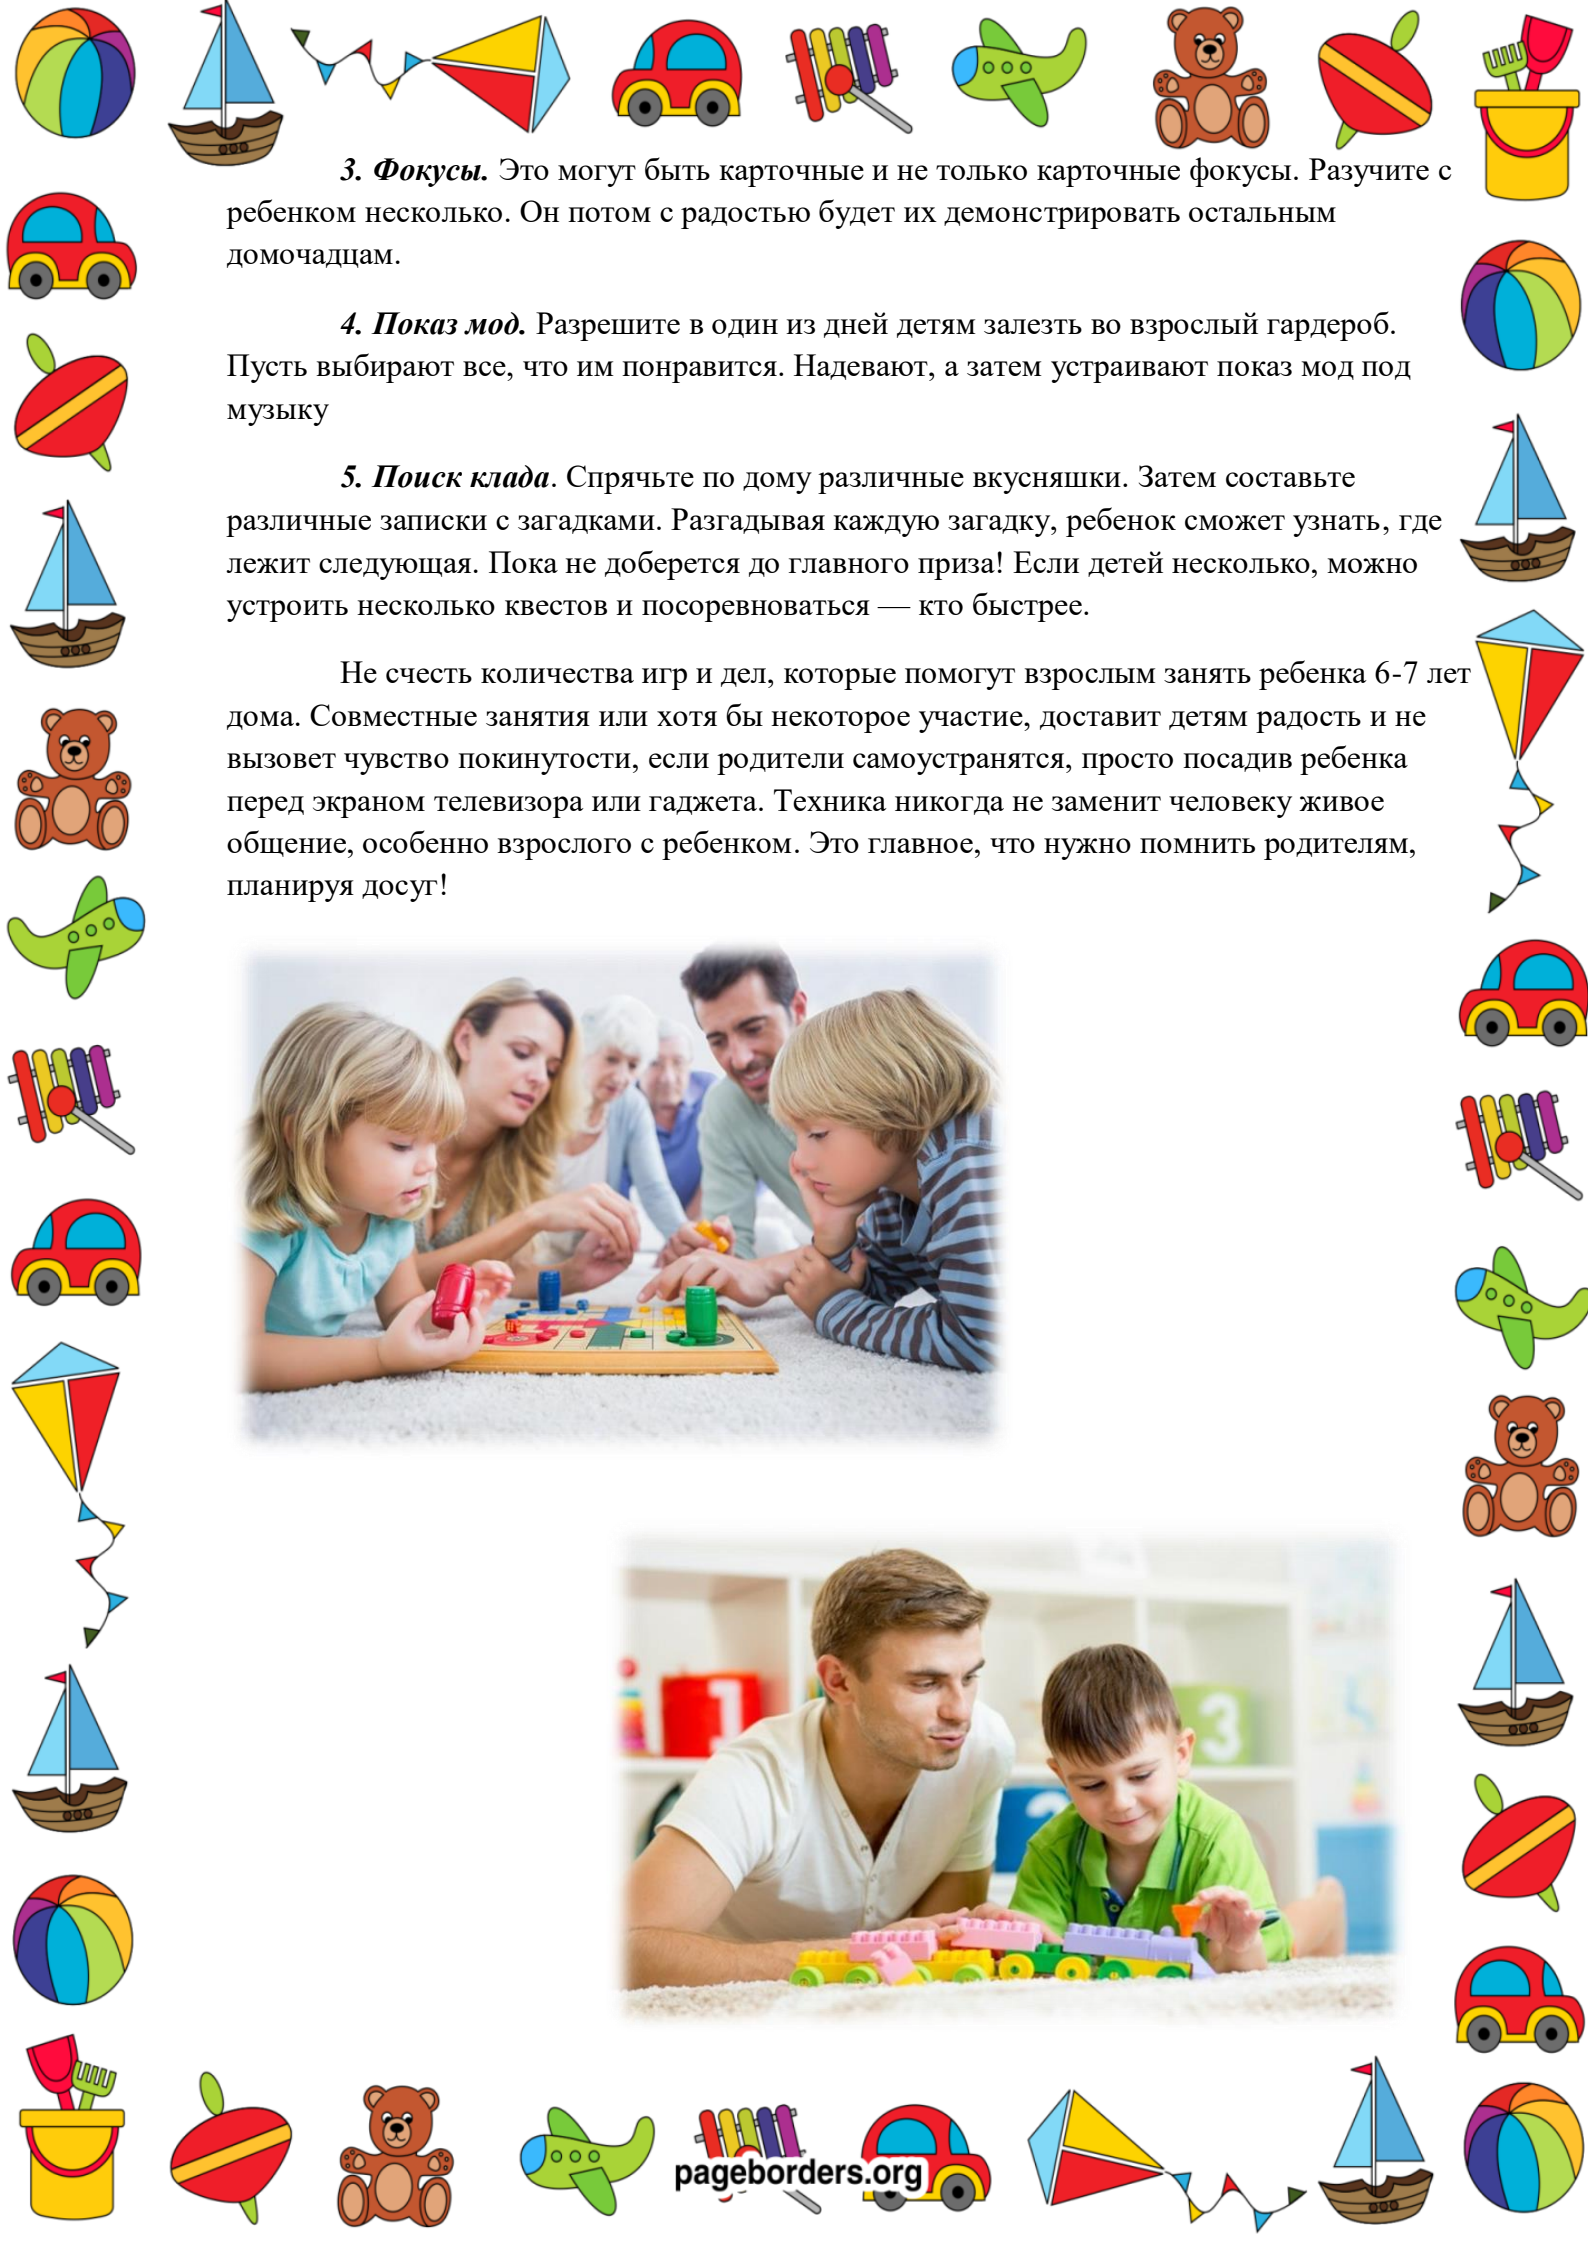 3. Фокусы. Это могут быть карточные и не только карточные фокусы. Разучите с
ребенком несколько. Он потом с радостью будет их демонстрировать остальным
домочадцам.
4. Показ мод. Разрешите в один из дней детям залезть во взрослый гардероб.
Пусть выбирают все, что им понравится. Надевают, а затем устраивают показ мод под
музыку
5. Поиск клада. Спрячьте по дому различные вкусняшки. Затем составьте
различные записки с загадками. Разгадывая каждую загадку, ребенок сможет узнать, где
лежит следующая. Пока не доберется до главного приза! Если детей несколько, можно
устроить несколько квестов и посоревноваться — кто быстрее.
Не счесть количества игр и дел, которые помогут взрослым занять ребенка 6-7 лет
дома. Совместные занятия или хотя бы некоторое участие, доставит детям радость и не
вызовет чувство покинутости, если родители самоустранятся, просто посадив ребенка
перед экраном телевизора или гаджета. Техника никогда не заменит человеку живое
общение, особенно взрослого с ребенком. Это главное, что нужно помнить родителям,
планируя досуг!
1
3
2
pageborders.org